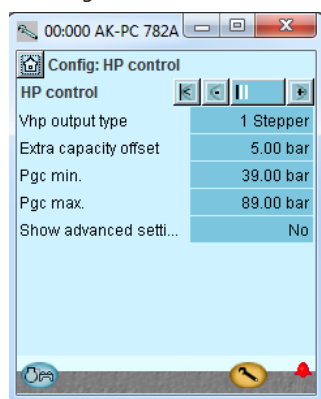 00:000 AK-PC 782A
Config: HP control
HP control
Vhp output type 1 Stepper
Extra capacity offset 5.00 bar
Pgc min. 39.00 bar
Pgc max. 89.00 bar
Show advanced setti... No